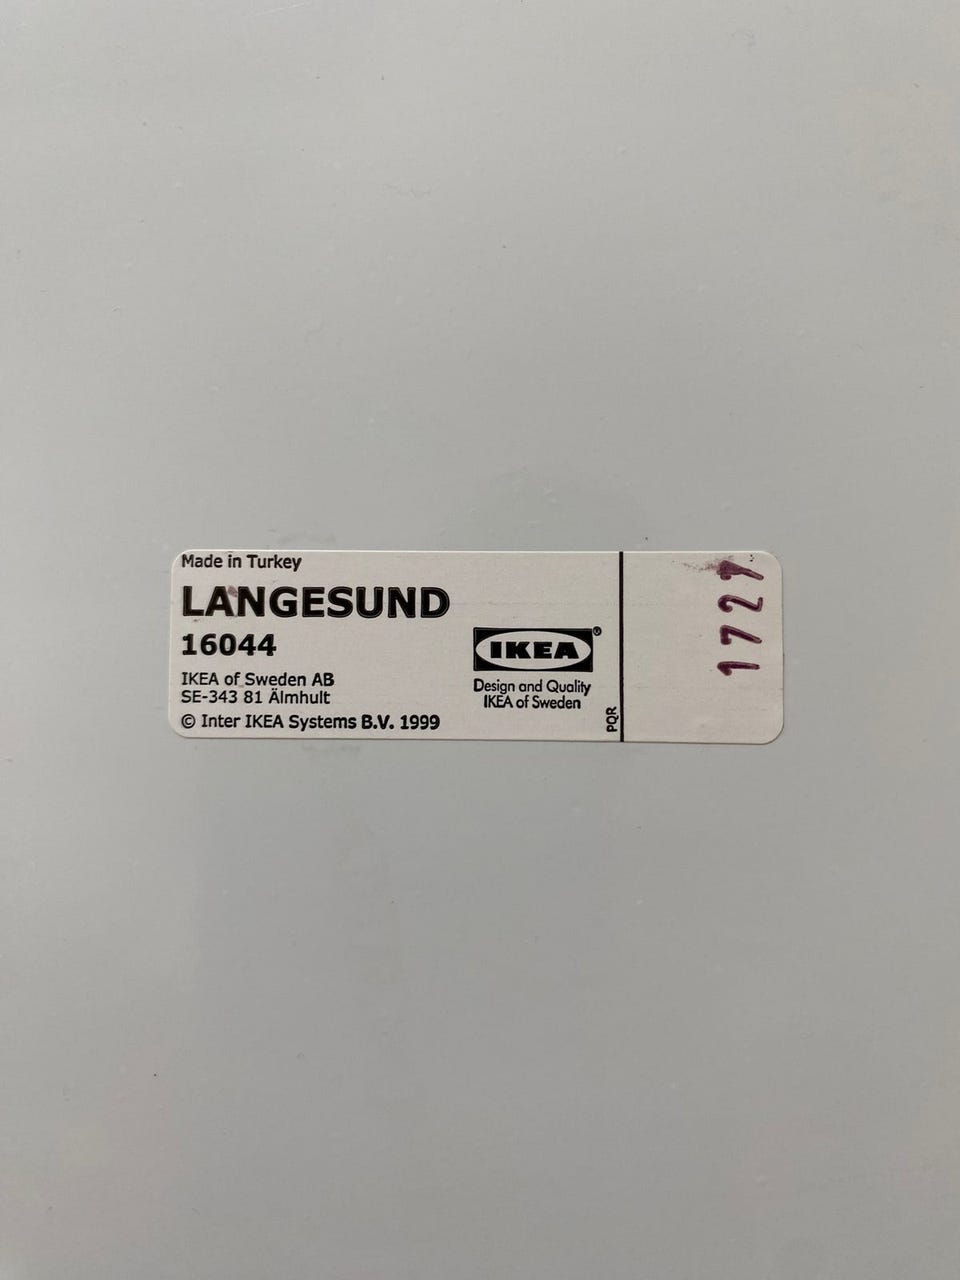 Made in Turkey
LANGESUND
16044
IKEA of Sweden AB
SE-343 81 Älmhult
© Inter IKEA Systems B.V. 1999
IKEA®
Design and Quality
IKEA of Sweden
PQR